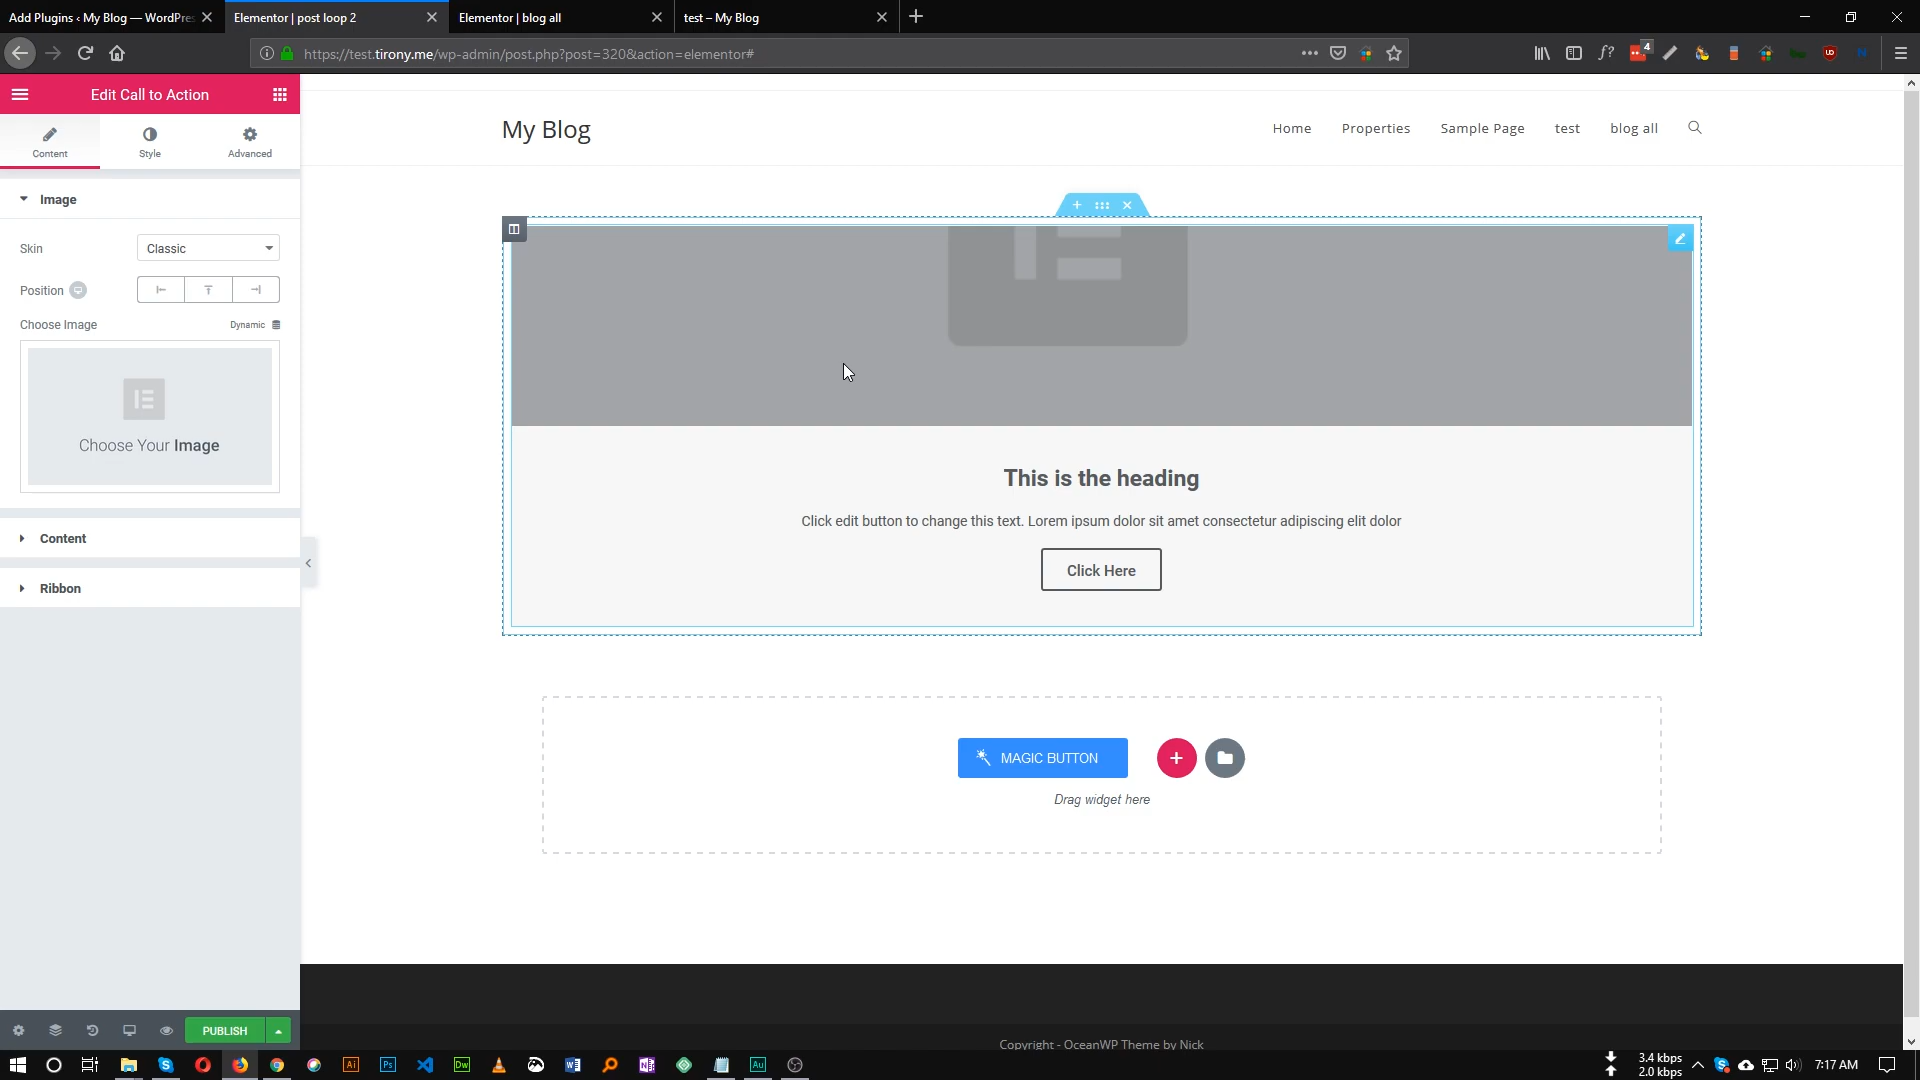 Add Plugins ‹ My Blog — WordPre
Elementor | post loop 2
Elementor | blog all
test – My Blog
https://test.tirony.me/wp-admin/post.php?post=320&action=elementor#
4
Edit Call to Action
Content
Style
Advanced
Image
Skin
Classic
Position
Choose Image
Dynamic
Choose Your Image
Content
Ribbon
PUBLISH
My Blog
Home
Properties
Sample Page
test
blog all
This is the heading
Click edit button to change this text. Lorem ipsum dolor sit amet consectetur adipiscing elit dolor
Click Here
MAGIC BUTTON
Drag widget here
Copyright - OceanWP Theme by Nick
3.4 kbps
2.0 kbps
7:17 AM